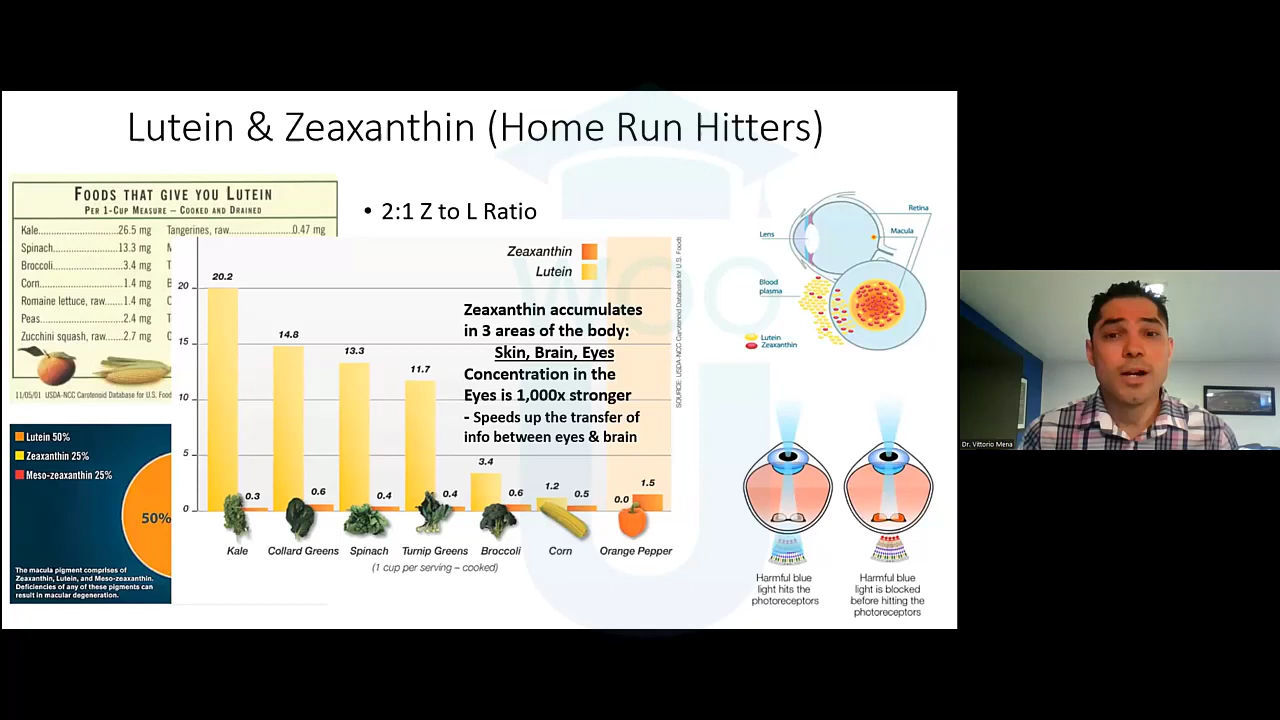 Lutein & Zeaxanthin (Home Run Hitters)
FOODS THAT GIVE YOU LUTEIN
PER 1-CUP MEASURE – COOKED AND DRAINED
Kale..........................26.5 mg
Tangerines, raw..............0.47 mg
Spinach.....................13.3 mg
M
Broccoli......................3.4 mg
T
Corn...........................1.4 mg
B
Romaine lettuce, raw....1.4 mg
C
Peas...........................2.4 mg
T
Zucchini squash, raw.....2.7 mg
C
11/05/01 USDA-NCC Carotenoid Database for U.S. Food
Lutein 50%
Zeaxanthin 25%
Meso-zeaxanthin 25%
50%
The macula pigment comprises of
Zeaxanthin, Lutein, and Meso-zeaxanthin.
Deficiencies of any of these pigments can
result in macular degeneration.
• 2:1 Z to L Ratio
Zeaxanthin
Lutein
Zeaxanthin accumulates
in 3 areas of the body:
Skin, Brain, Eyes
Concentration in the
Eyes is 1,000x stronger
- Speeds up the transfer of
info between eyes & brain
20
15
10
5
0
20.2
0.3
14.8
0.6
13.3
0.4
11.7
0.4
3.4
0.6
1.2
0.5
0.0
1.5
Kale
Collard Greens
Spinach
Turnip Greens
Broccoli
Corn
Orange Pepper
(1 cup per serving – cooked)
SOURCE: USDA-NCC Carotenoid Database for U.S. Foods
WOO
U
Retina
Macula
Lens
Blood
plasma
Lutein
Zeaxanthin
Harmful blue
light hits the
photoreceptors
Harmful blue
light is blocked
before hitting the
photoreceptors
Dr. Vittorio Mena